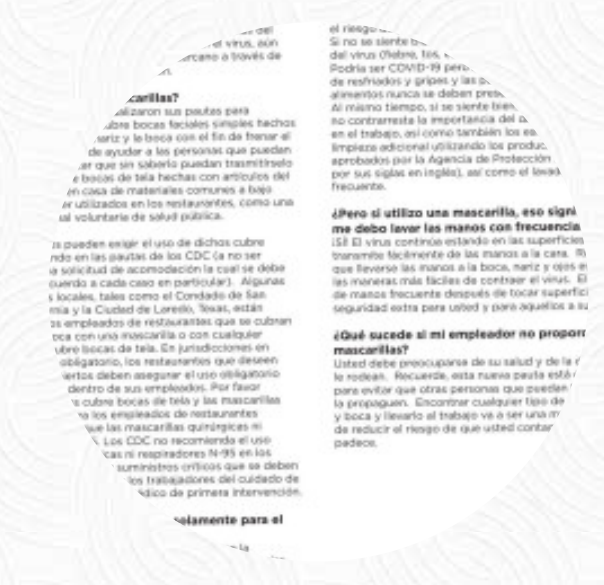 del
el virus, aún
cercano a través de
carillas?
alizaron sus pautas para
ubre bocas faciales simples hechos
nariz y la boca con el fin de frenar el
de ayudar a las personas que puedan
ar que sin saberlo puedan trasmitírselo
e bocas de tela hechas con artículos del
en casa de materiales comunes a bajo
er utilizados en los restaurantes, como una
al voluntaria de salud pública.
s pueden exigir el uso de dichos cubre
ndo en las pautas de los CDC (a no ser
a solicitud de acomodación la cual se debe
cuerdo a cada caso en particular). Algunas
s locales, tales como el Condado de San
rnia y la Ciudad de Laredo, Texas, están
os empleados de restaurantes que se cubran
oca con una mascarilla o con cualquier
ubre bocas de tela. En jurisdicciones en
obligatorio, los restaurantes que deseen
iertos deben asegurar el uso obligatorio
dentro de sus empleados. Por favor
s cubre bocas de tela y las mascarillas
ra los empleados de restaurantes
que las mascarillas quirúrgicas ni
. Los CDC no recomienda el uso
cas ni respiradores N-95 en los
suministros críticos que se deben
los trabajadores del cuidado de
dico de primera intervención.
olamente para el
la
el riesgo
Si no se siente b
del virus (fiebre, tos,
Podría ser COVID-19 pero
de resfriados y gripes y las p
alimentos nunca se deben pres
Al mismo tiempo, si se siente bien,
no contrarresta la importancia del
en el trabajo, así como también los es
limpieza adicional utilizando los produc
aprobados por la Agencia de Protección
por sus siglas en inglés), así como el lavad
frecuente.
¿Pero si utilizo una mascarilla, eso signi
me debo lavar las manos con frecuencia
¡Sí! El virus continúa estando en las superficies
transmite fácilmente de las manos a la cara.
que llevarse las manos a la boca, nariz y ojos e
las maneras más fáciles de contraer el virus. El
de manos frecuente después de tocar superfici
seguridad extra para usted y para aquellos a su
¿Qué sucede si mi empleador no proporc
mascarillas?
Usted debe preocuparse de su salud y de la
le rodean. Recuerde, esta nueva pauta está
para evitar que otras personas que puedan
la propaguen. Encontrar cualquier tipo de
y boca y llevarlo al trabajo va a ser una m
de reducir el riesgo de que usted contar
padece.